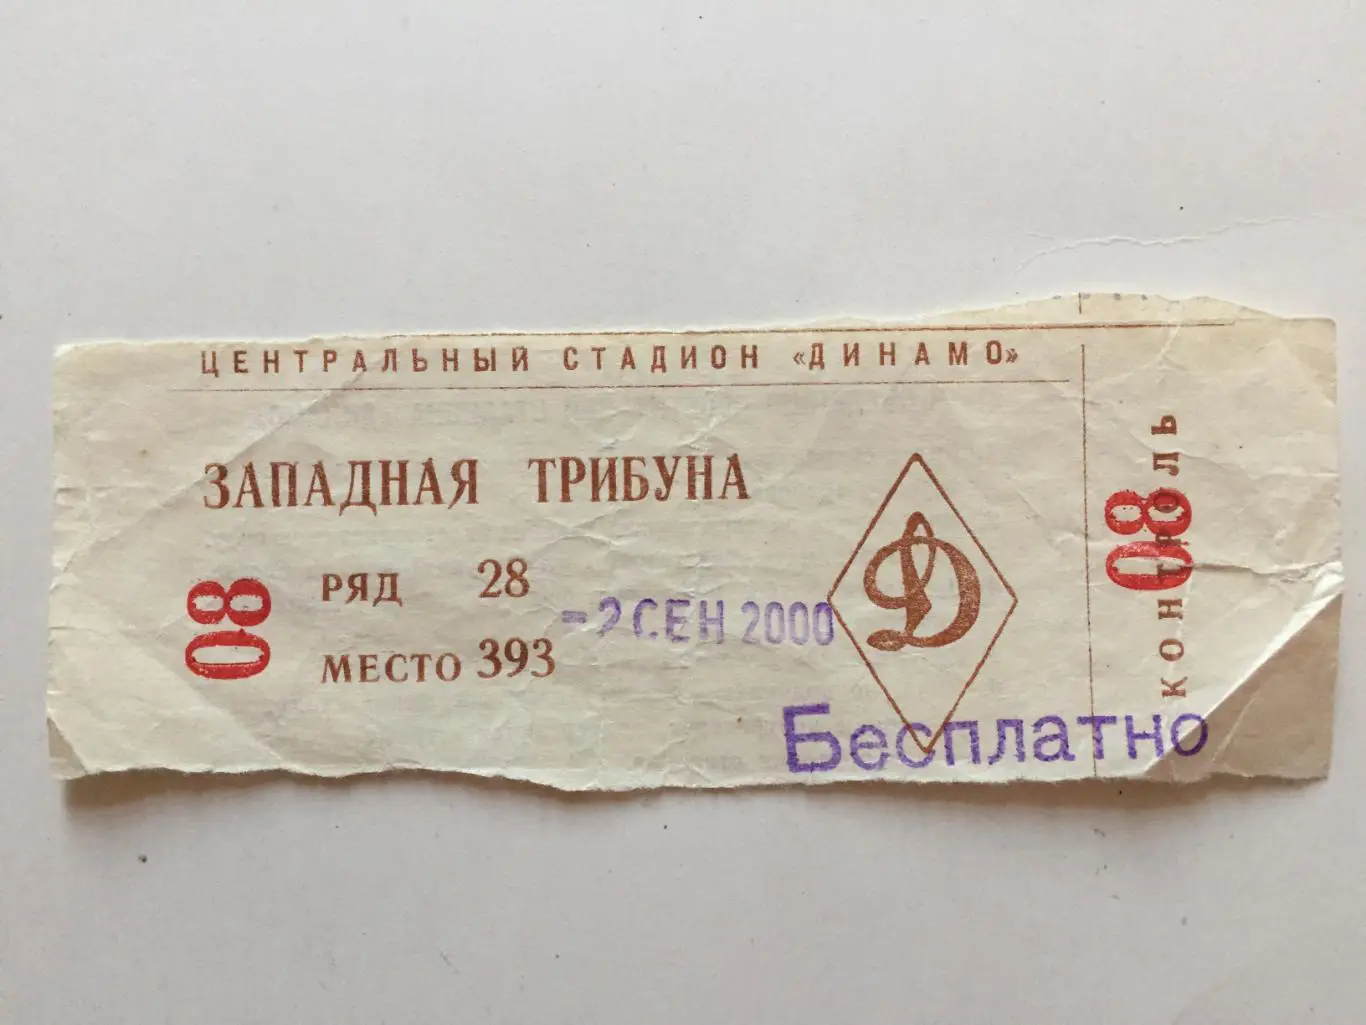 ЦЕНТРАЛЬНЫЙ СТАДИОН «ДИНАМО»
ЗАПАДНАЯ ТРИБУНА
08
РЯД 28
-2 СЕН 2000
МЕСТО 393
Д
Бесплатно
КОНТРОЛЬ
08